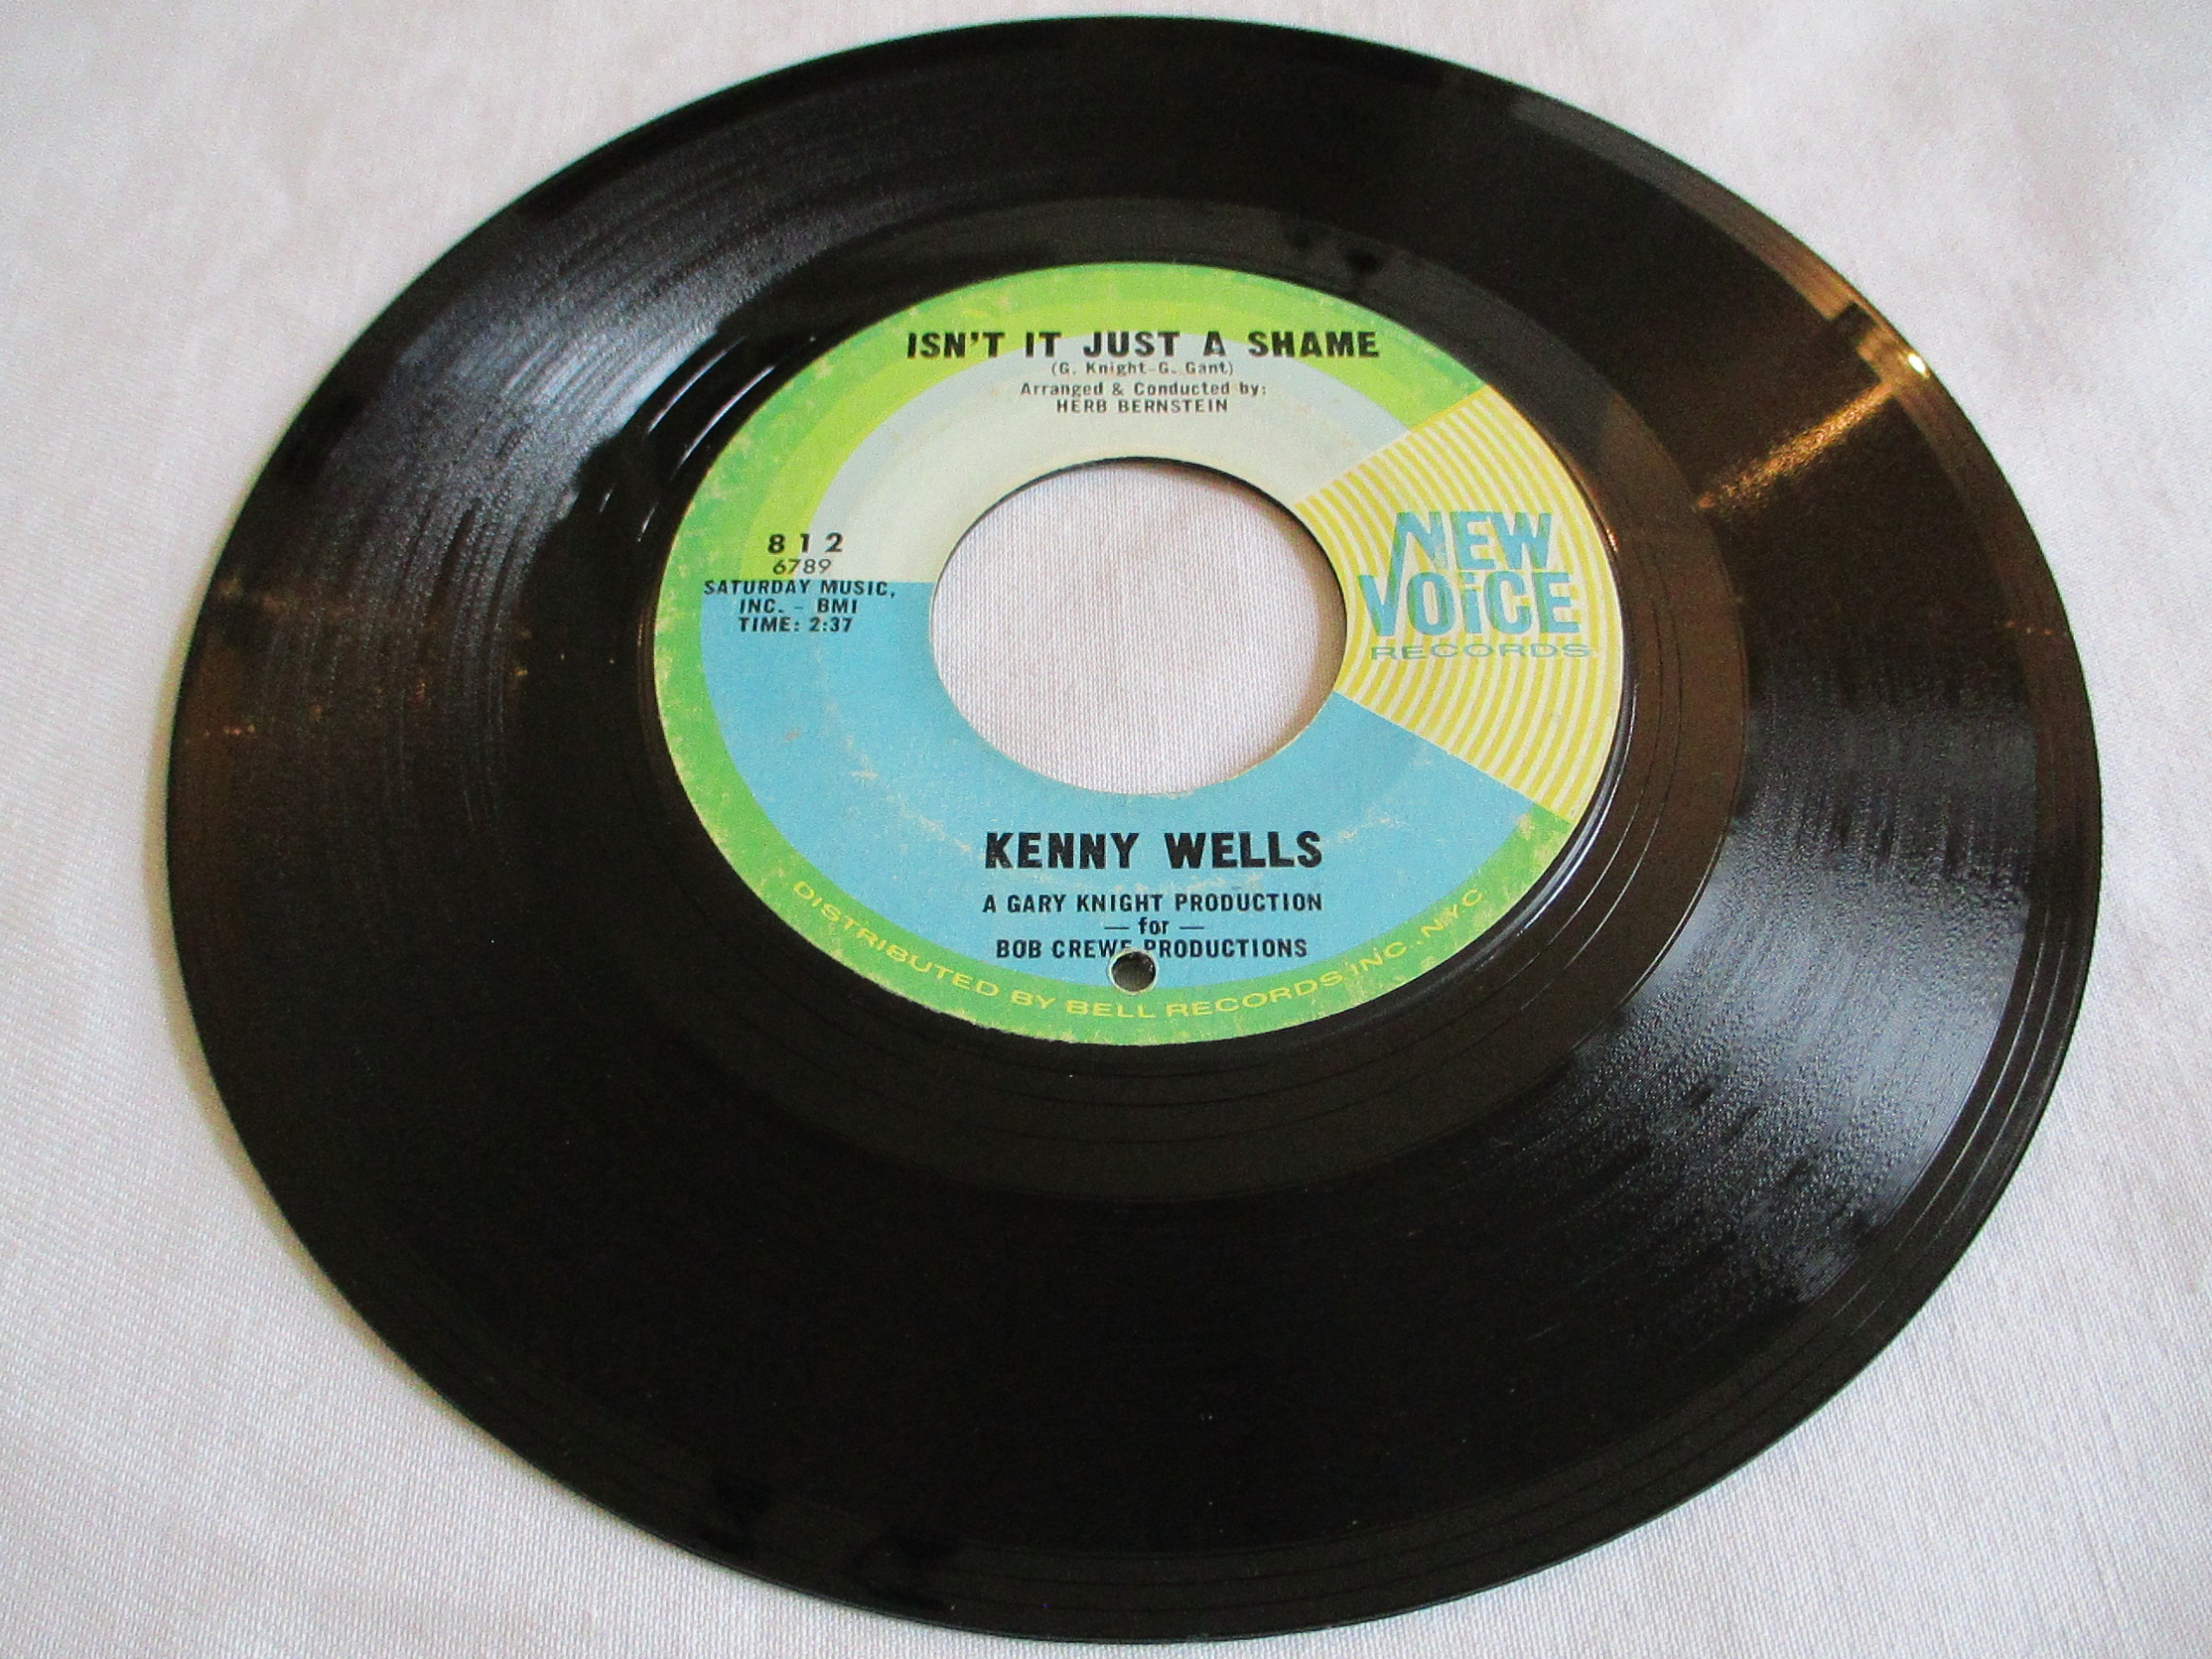 ISN'T IT JUST A SHAME
(G. Knight-G. Gant)
Arranged & Conducted by:
HERB BERNSTEIN
812
6789
SATURDAY MUSIC,
INC. - BMI
TIME: 2:37
NEW
VOiCE
RECORDS
KENNY WELLS
A GARY KNIGHT PRODUCTION
— for —
BOB CREWE PRODUCTIONS
DISTRIBUTED BY BELL RECORDS INC., NYC